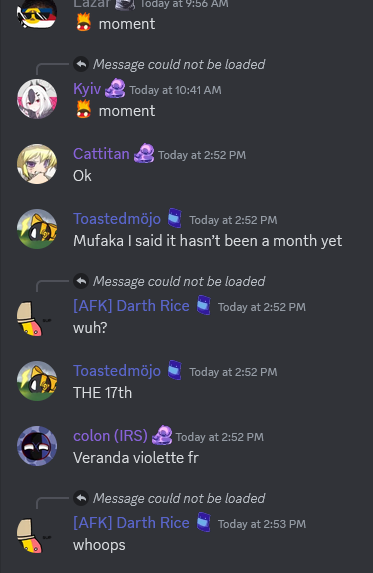 Lazar Today at 9:56 AM
moment
Message could not be loaded
Kyiv Today at 10:41 AM
moment
Cattitan Today at 2:52 PM
Ok
Toastedmöjo Today at 2:52 PM
Mufaka I said it hasn't been a month yet
Message could not be loaded
[AFK] Darth Rice Today at 2:52 PM
wuh?
Toastedmöjo Today at 2:52 PM
THE 17th
colon (IRS) Today at 2:52 PM
Veranda violette fr
Message could not be loaded
[AFK] Darth Rice Today at 2:53 PM
whoops